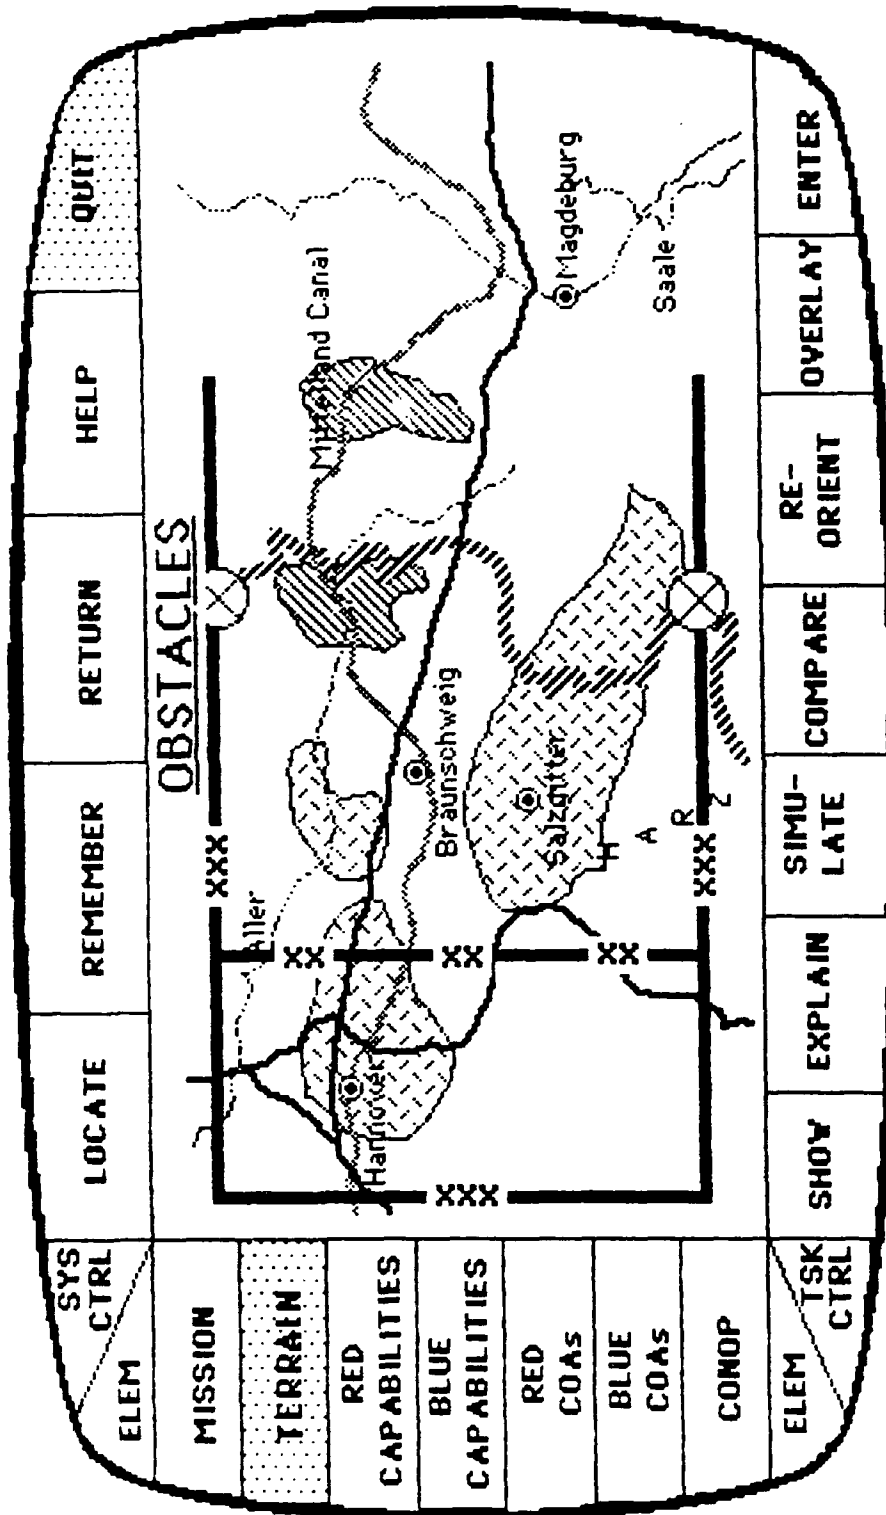 SYS
CTRL
LOCATE
REMEMBER
RETURN
HELP
QUIT
ELEM
MISSION
TERRAIN
RED
CAPABILITIES
BLUE
CAPABILITIES
RED
COAs
BLUE
COAs
CONOP
ELEM
TSK
CTRL
OBSTACLES
XXX
Aller
XX
Mittelland Canal
Hannover
XXX
XX
Braunschweig
Magdeburg
Salzgitter
XX
H
A
R
Z
Saale
XXX
SHOW
EXPLAIN
SIMU-
LATE
COMPARE
RE-
ORIENT
OVERLAY
ENTER